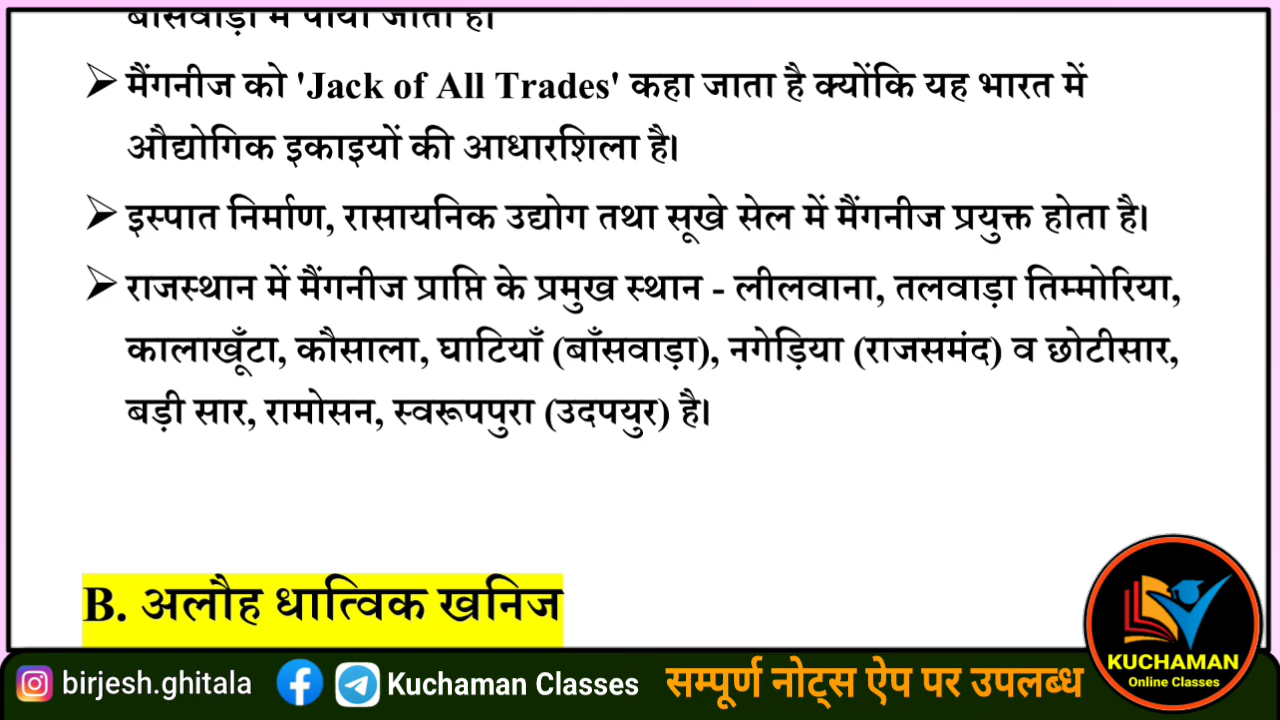 बाँसवाड़ा में पाया जाता है।
मैंगनीज को 'Jack of All Trades' कहा जाता है क्योंकि यह भारत में
औद्योगिक इकाइयों की आधारशिला है।
इस्पात निर्माण, रासायनिक उद्योग तथा सूखे सेल में मैंगनीज प्रयुक्त होता है।
राजस्थान में मैंगनीज प्राप्ति के प्रमुख स्थान - लीलवाना, तलवाड़ा तिम्मोरिया,
कालाखूँटा, कौसाला, घाटियाँ (बाँसवाड़ा), नगेड़िया (राजसमंद) व छोटीसार,
बड़ी सार, रामोसन, स्वरूपपुरा (उदपयुर) है।
B. अलौह धात्विक खनिज
birjesh.ghitala
Kuchaman Classes
सम्पूर्ण नोट्स ऐप पर उपलब्ध
KUCHAMAN
Online Classes